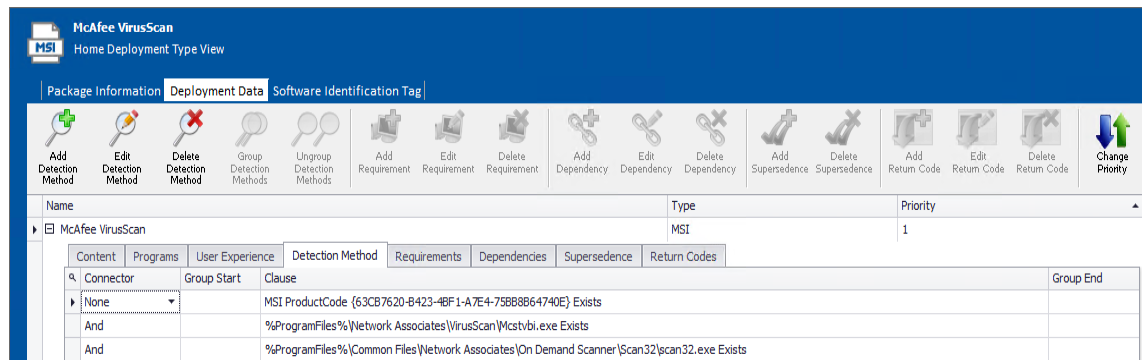 McAfee VirusScan
MSI
Home Deployment Type View
Package Information Deployment Data Software Identification Tag
Add Detection Method
Edit Detection Method
Delete Detection Method
Group Detection Methods
Ungroup Detection Methods
Add Requirement
Edit Requirement
Delete Requirement
Add Dependency
Edit Dependency
Delete Dependency
Add Supersedence
Delete Supersedence
Add Return Code
Edit Return Code
Delete Return Code
Change Priority
Name Type Priority
McAfee VirusScan MSI 1
Content Programs User Experience Detection Method Requirements Dependencies Supersedence Return Codes
Connector Group Start Clause Group End
None MSI ProductCode {63CB7620-B423-4BF1-A7E4-75BB8B64740E} Exists
And %ProgramFiles%\Network Associates\VirusScan\Mcstvbi.exe Exists
And %ProgramFiles%\Common Files\Network Associates\On Demand Scanner\Scan32\scan32.exe Exists